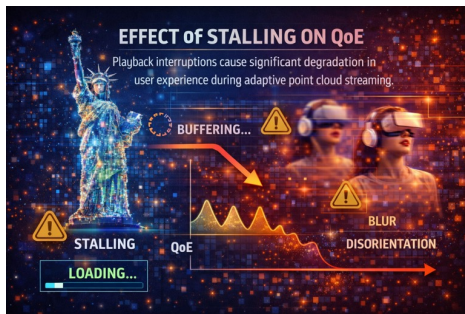 EFFECT of STALLING ON QoE
Playback interruptions cause significant degradation in
user experience during adaptive point cloud streaming.
BUFFERING...
STALLING
QoE
BLUR
DISORIENTATION
LOADING...